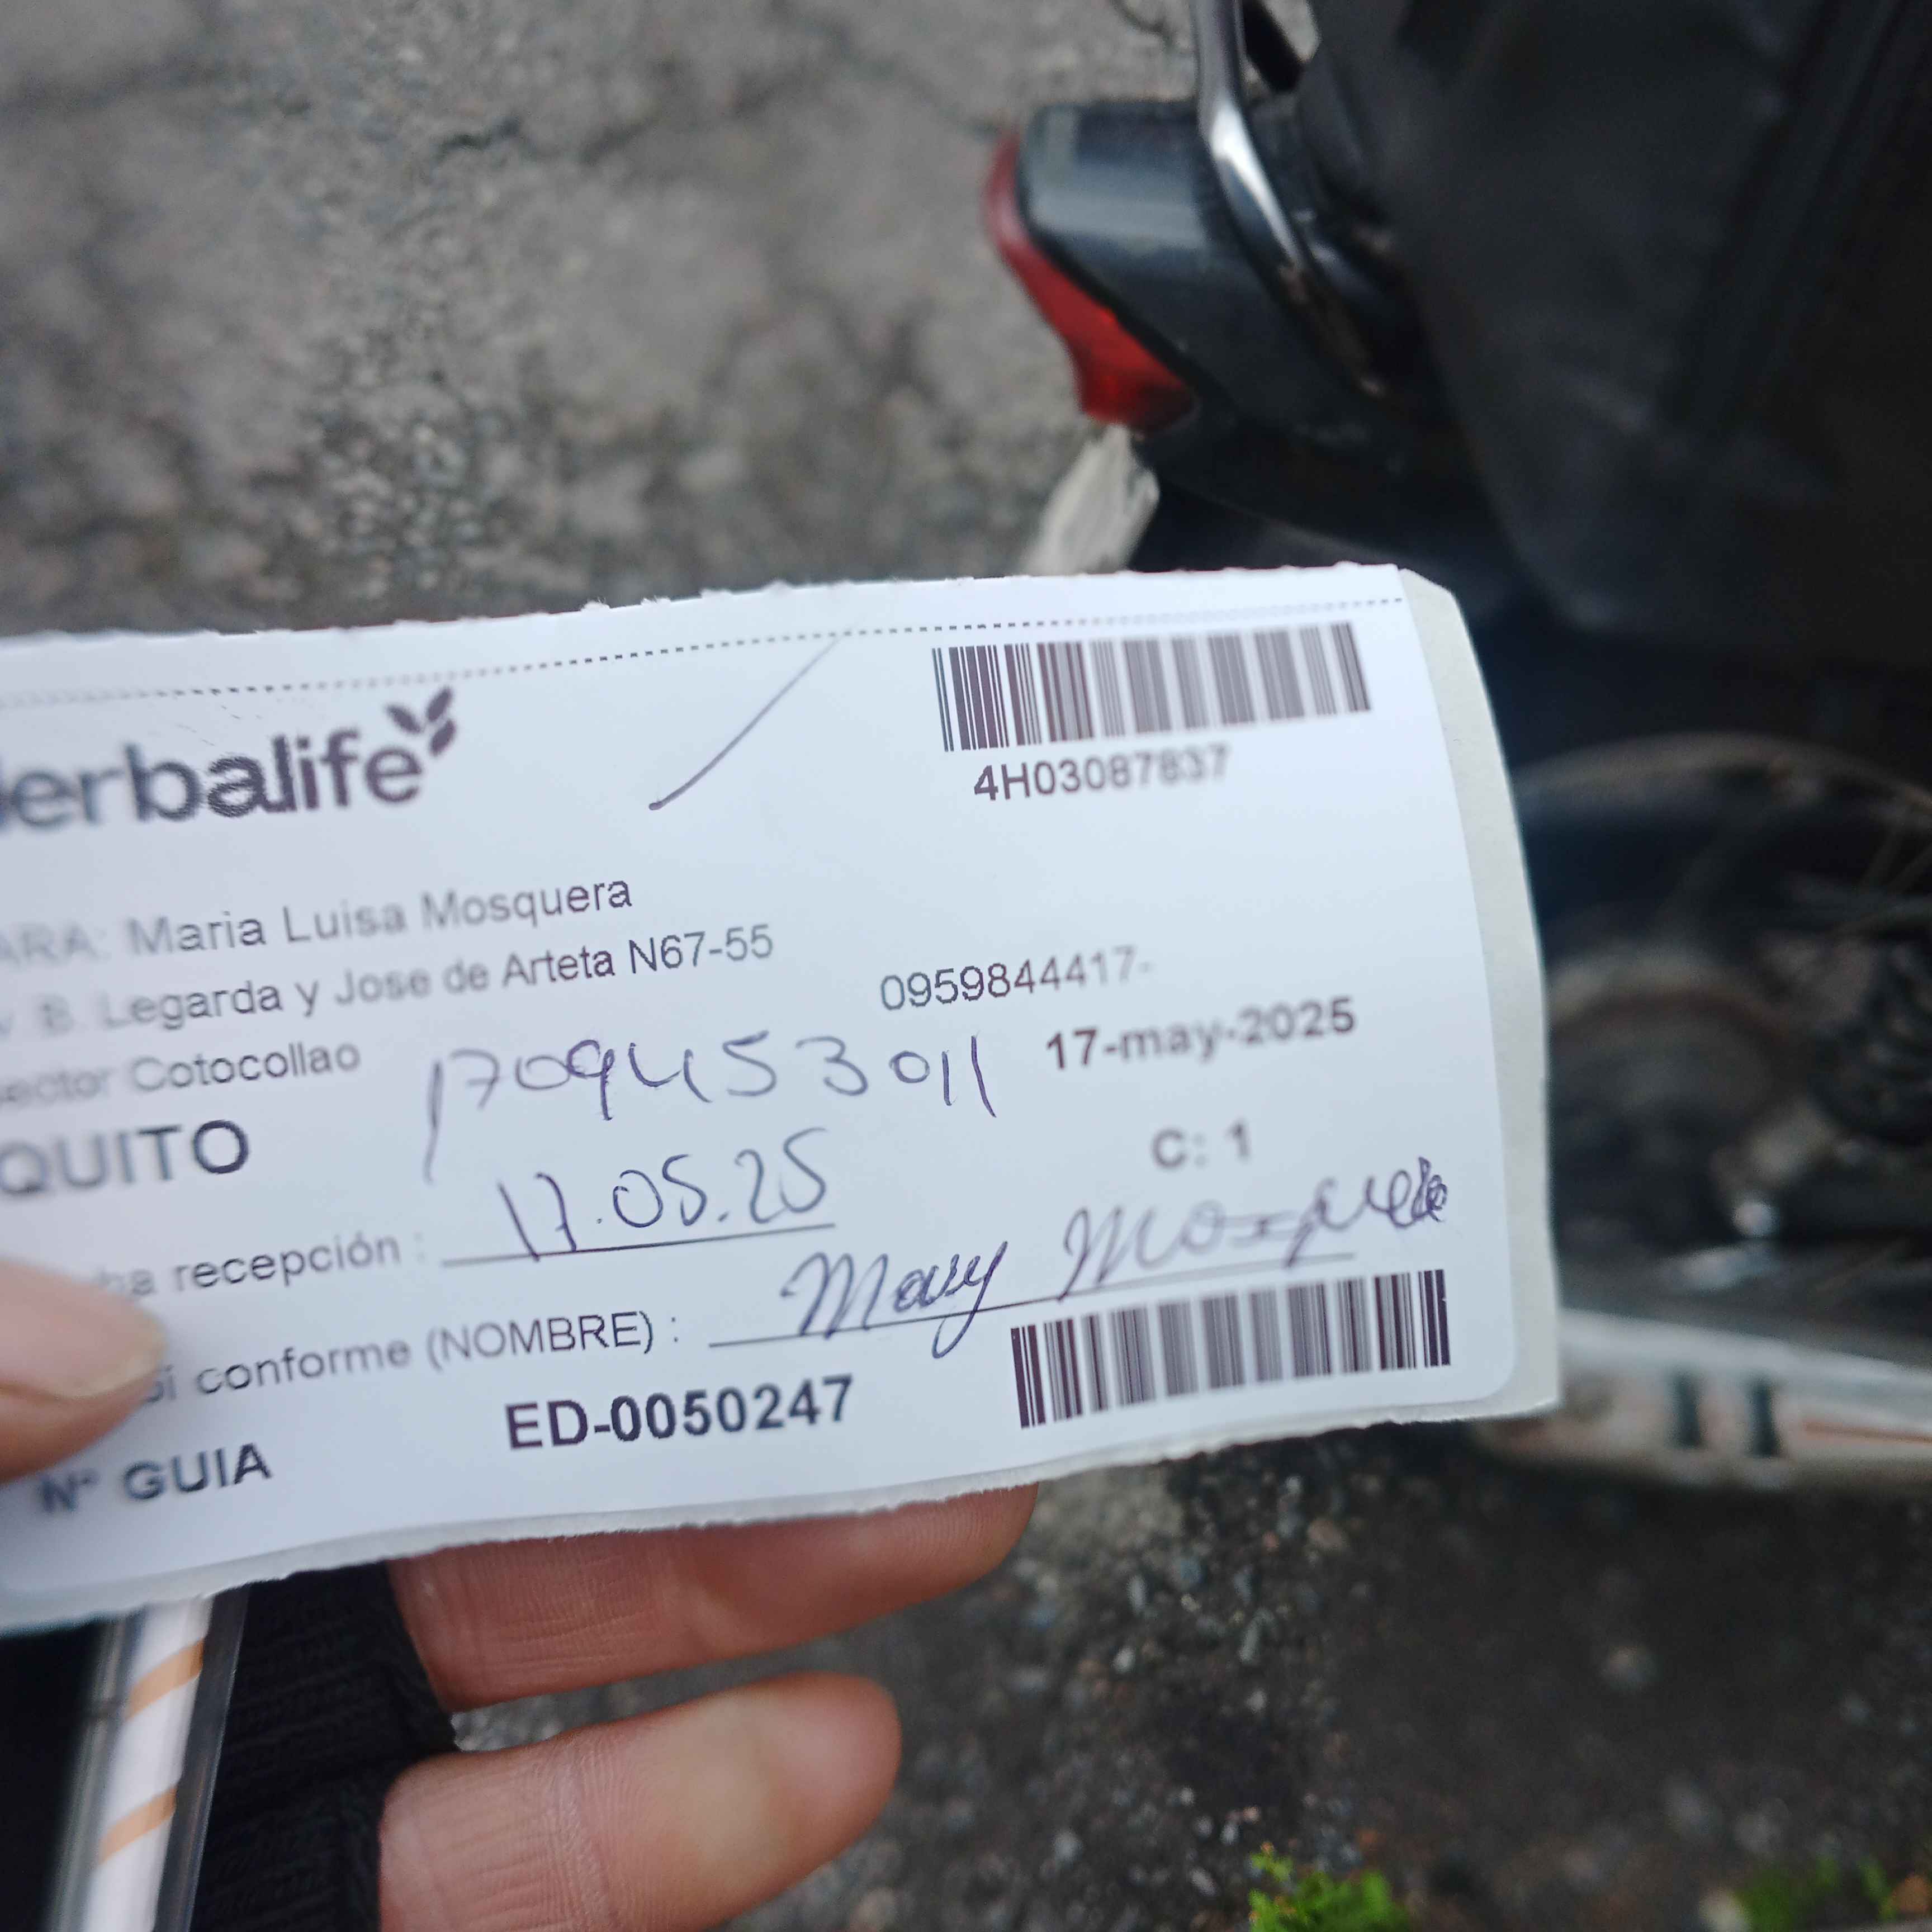 erbalife
4H03087837
ARA: Maria Luisa Mosquera
B. Legarda y Jose de Arteta N67-55
0959844417-
ector Cotocollao
1709453011
17-may-2025
QUITO
C: 1
recepción : 17.05.25
conforme (NOMBRE) : Mary Mosquera
N° GUIA ED-0050247